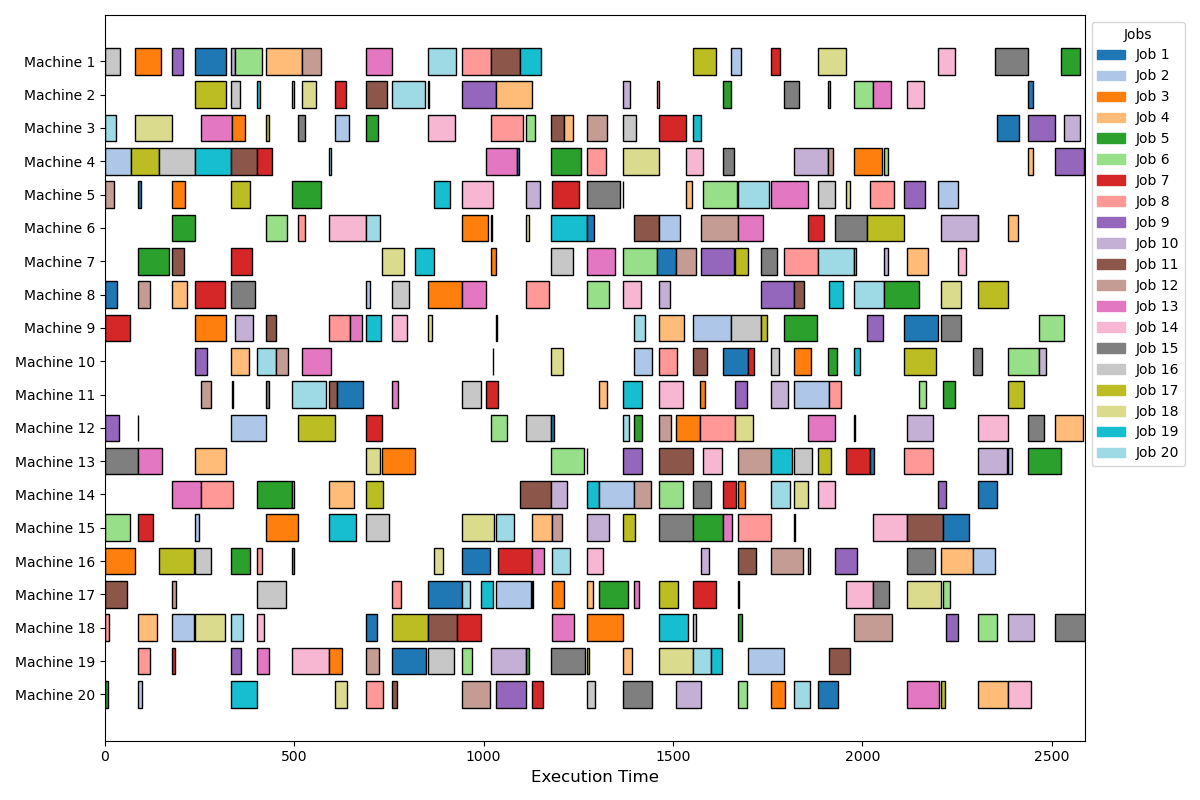 Machine 1
Machine 2
Machine 3
Machine 4
Machine 5
Machine 6
Machine 7
Machine 8
Machine 9
Machine 10
Machine 11
Machine 12
Machine 13
Machine 14
Machine 15
Machine 16
Machine 17
Machine 18
Machine 19
Machine 20
0 500 1000 1500 2000 2500
Execution Time
Jobs
Job 1
Job 2
Job 3
Job 4
Job 5
Job 6
Job 7
Job 8
Job 9
Job 10
Job 11
Job 12
Job 13
Job 14
Job 15
Job 16
Job 17
Job 18
Job 19
Job 20